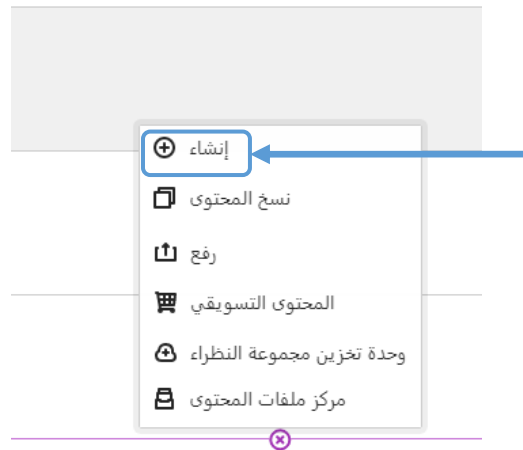 إنشاء
نسخ المحتوى
رفع
المحتوى التسويقي
وحدة تخزين مجموعة النظراء
مركز ملفات المحتوى